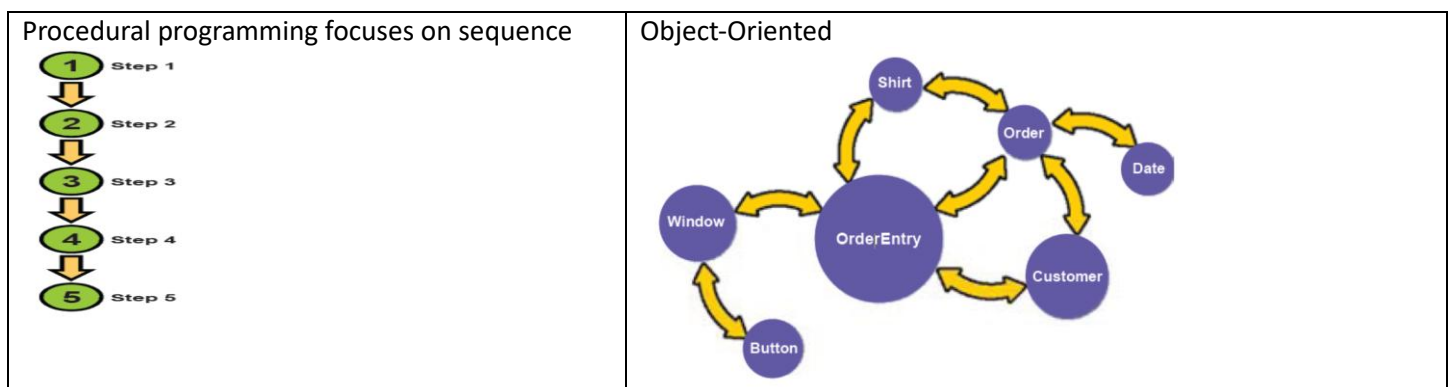 Procedural programming focuses on sequence
1 Step 1
2 Step 2
3 Step 3
4 Step 4
5 Step 5
Object-Oriented
Shirt
Order
Date
Window
OrderEntry
Customer
Button